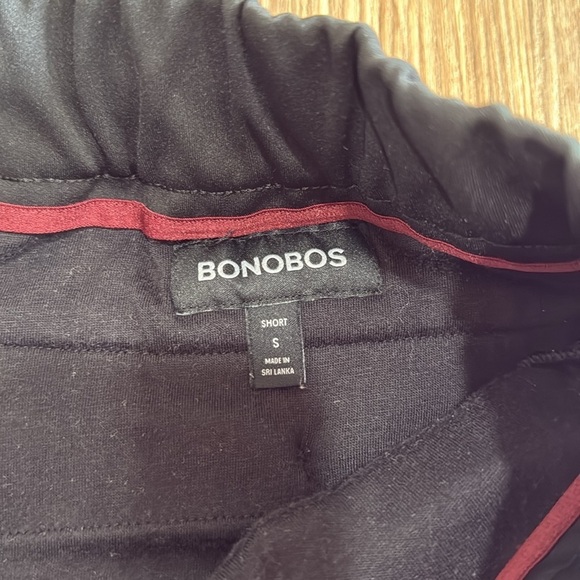 BONOBOS
SHORT
S
MADE IN
SRI LANKA